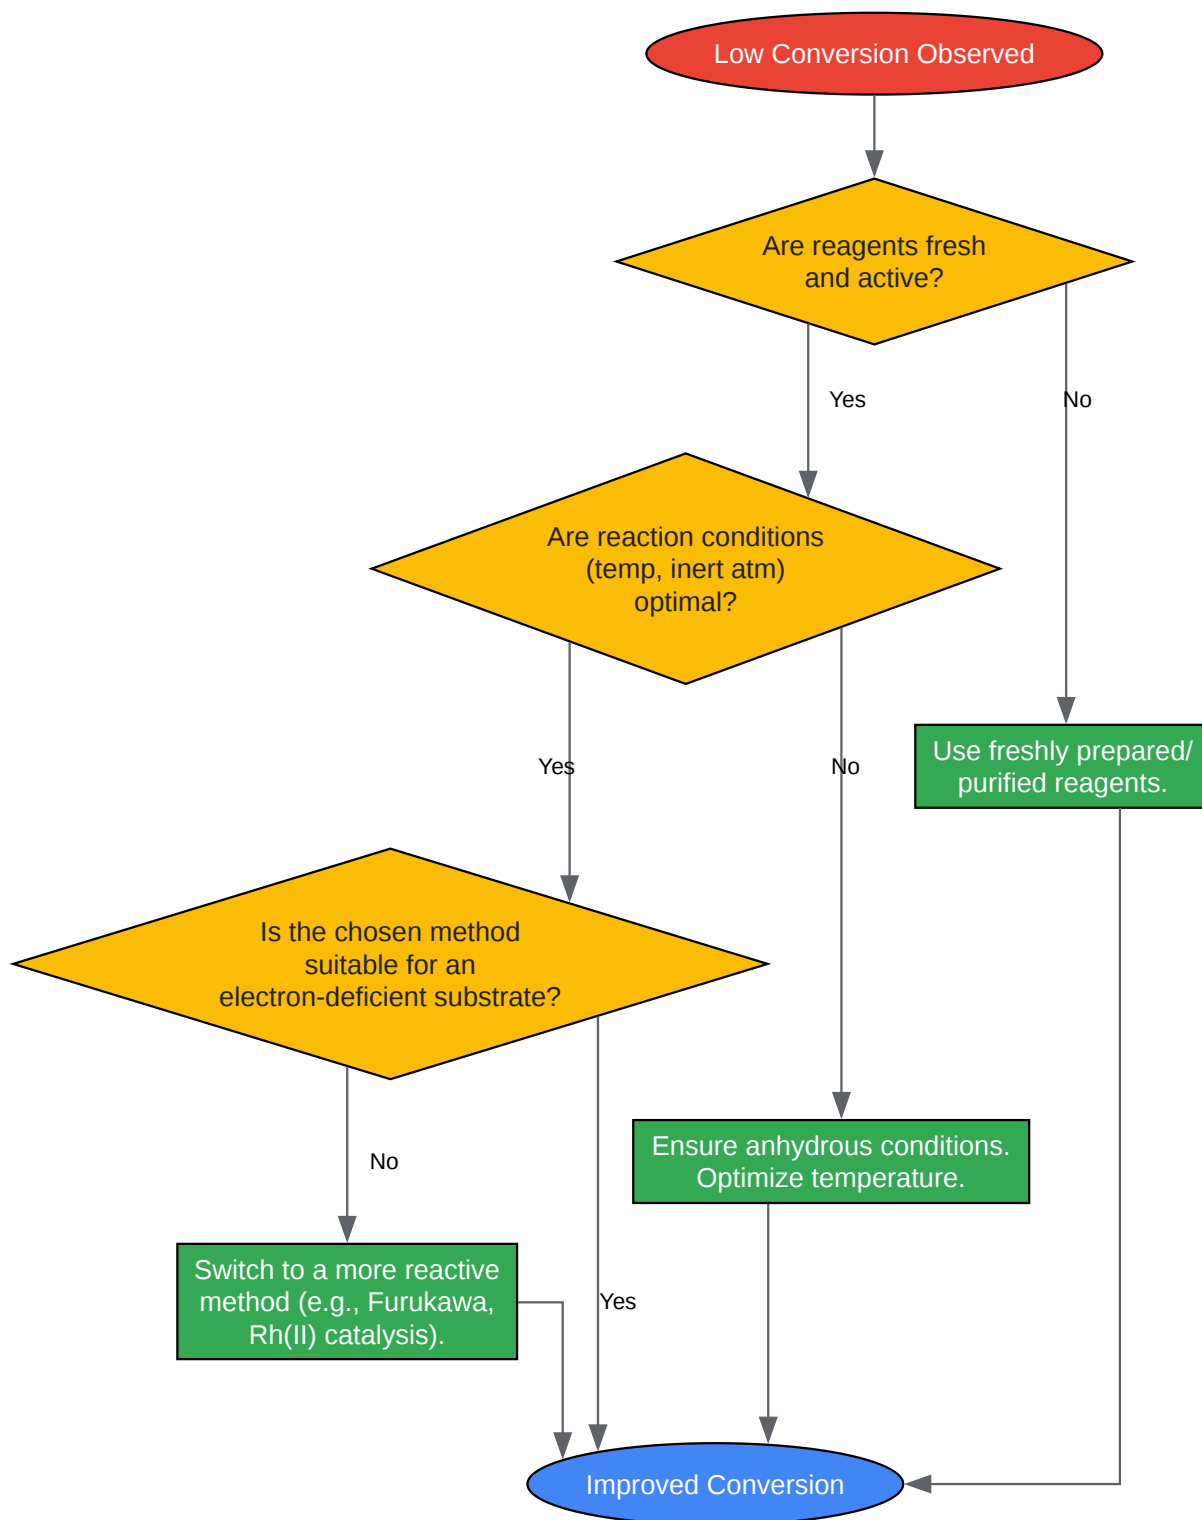 Low Conversion Observed
Are reagents fresh
and active?
Yes
No
Are reaction conditions
(temp, inert atm)
optimal?
Yes
No
Use freshly prepared/
purified reagents.
Is the chosen method
suitable for an
electron-deficient substrate?
No
Ensure anhydrous conditions.
Optimize temperature.
Switch to a more reactive
method (e.g., Furukawa,
Rh(II) catalysis).
Yes
Improved Conversion